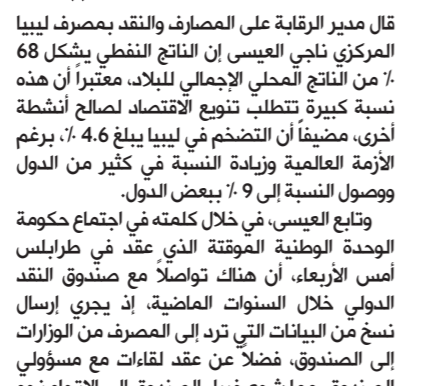 قال مدير الرقابة على المصارف والنقد بمصرف ليبيا
المركزي ناجي العيسى إن الناتج النفطي يشكل 68
٪ من الناتج المحلي الإجمالي للبلاد، معتبراً أن هذه
نسبة كبيرة تتطلب تنويع الاقتصاد لصالح أنشطة
أخرى، مضيفاً أن التضخم في ليبيا يبلغ 4.6 ٪، برغم
الأزمة العالمية وزيادة النسبة في كثير من الدول
ووصول النسبة إلى 9 ٪ ببعض الدول.
وتابع العيسى، في خلال كلمته في اجتماع حكومة
الوحدة الوطنية الموقتة الذي عقد في طرابلس
أمس الأربعاء، أن هناك تواصلاً مع صندوق النقد
الدولي خلال السنوات الماضية، إذ يجري إرسال
نسخ من البيانات التي ترد إلى المصرف من الوزارات
إلى الصندوق، فضلاً عن عقد لقاءات مع مسؤولي